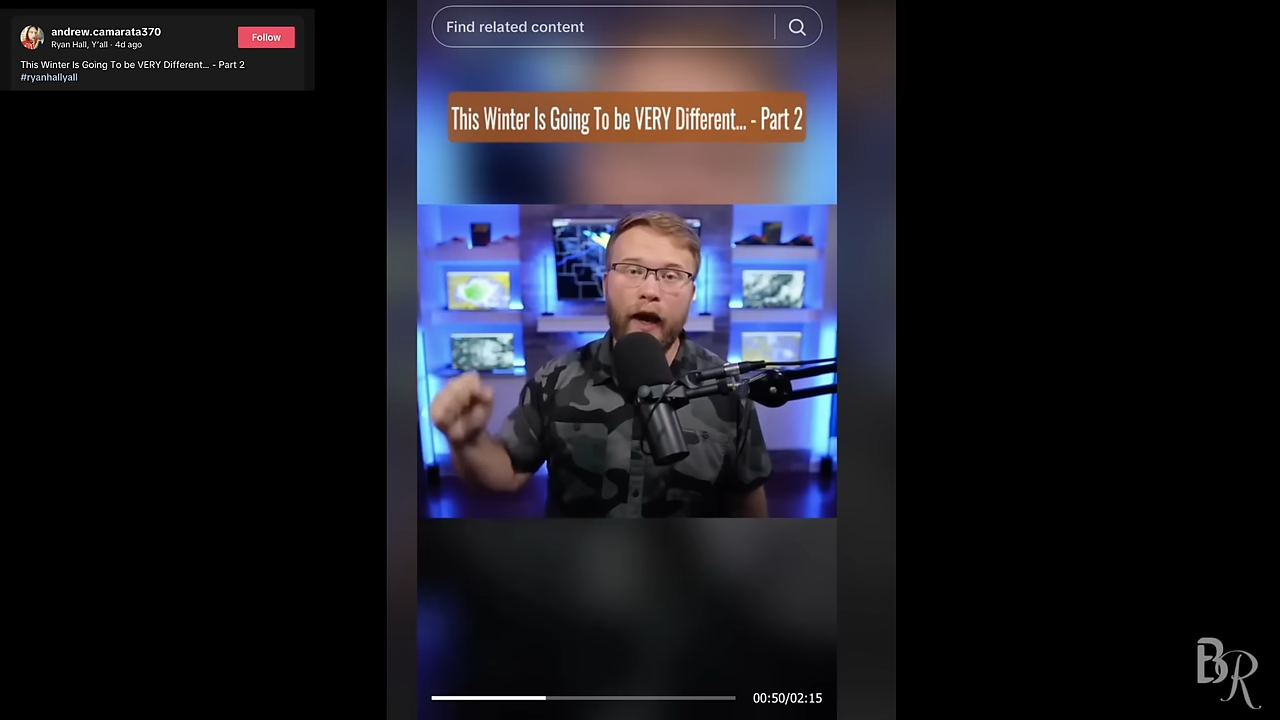 andrew.camarata370
Ryan Hall, Y'all · 4d ago
Follow
This Winter Is Going To be VERY Different... - Part 2
#ryanhallyall
Find related content
This Winter Is Going To be VERY Different... - Part 2
00:50/02:15
BR